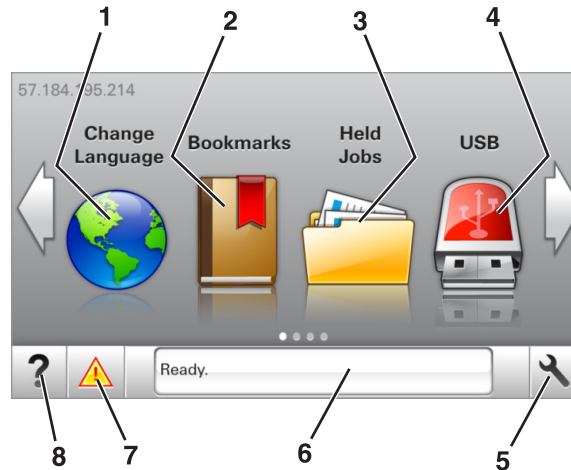 1 2 3 4
57.184.195.214
Change
Language
Bookmarks
Held
Jobs
USB
?
Ready.
8 7 6 5